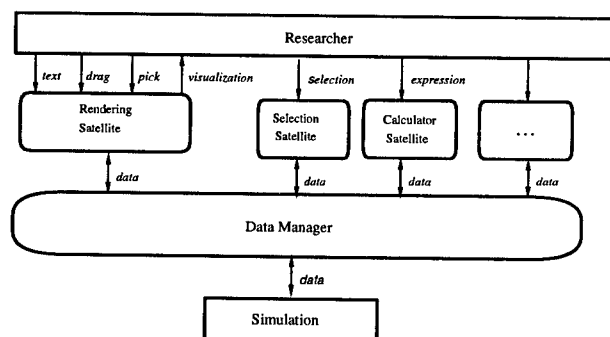 Researcher
text
drag
pick
visualization
selection
expression
Rendering
Satellite
Selection
Satellite
Calculator
Satellite
...
data
data
data
data
Data Manager
data
Simulation